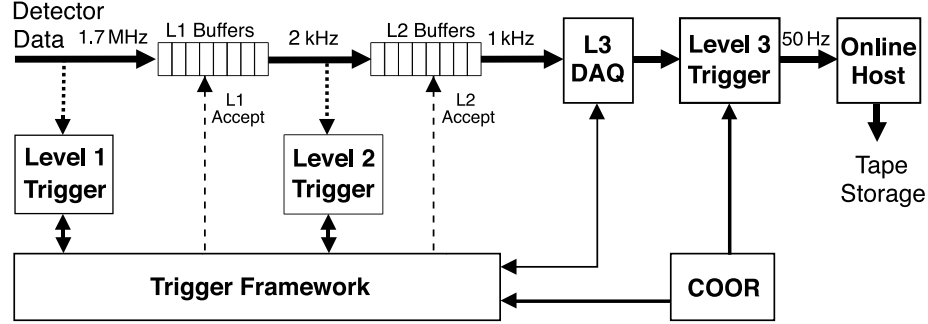 Detector
Data
1.7 MHz
L1 Buffers
2 kHz
L2 Buffers
1 kHz
L3
DAQ
Level 3
Trigger
50 Hz
Online
Host
L1
Accept
L2
Accept
Level 1
Trigger
Level 2
Trigger
Tape
Storage
Trigger Framework
COOR